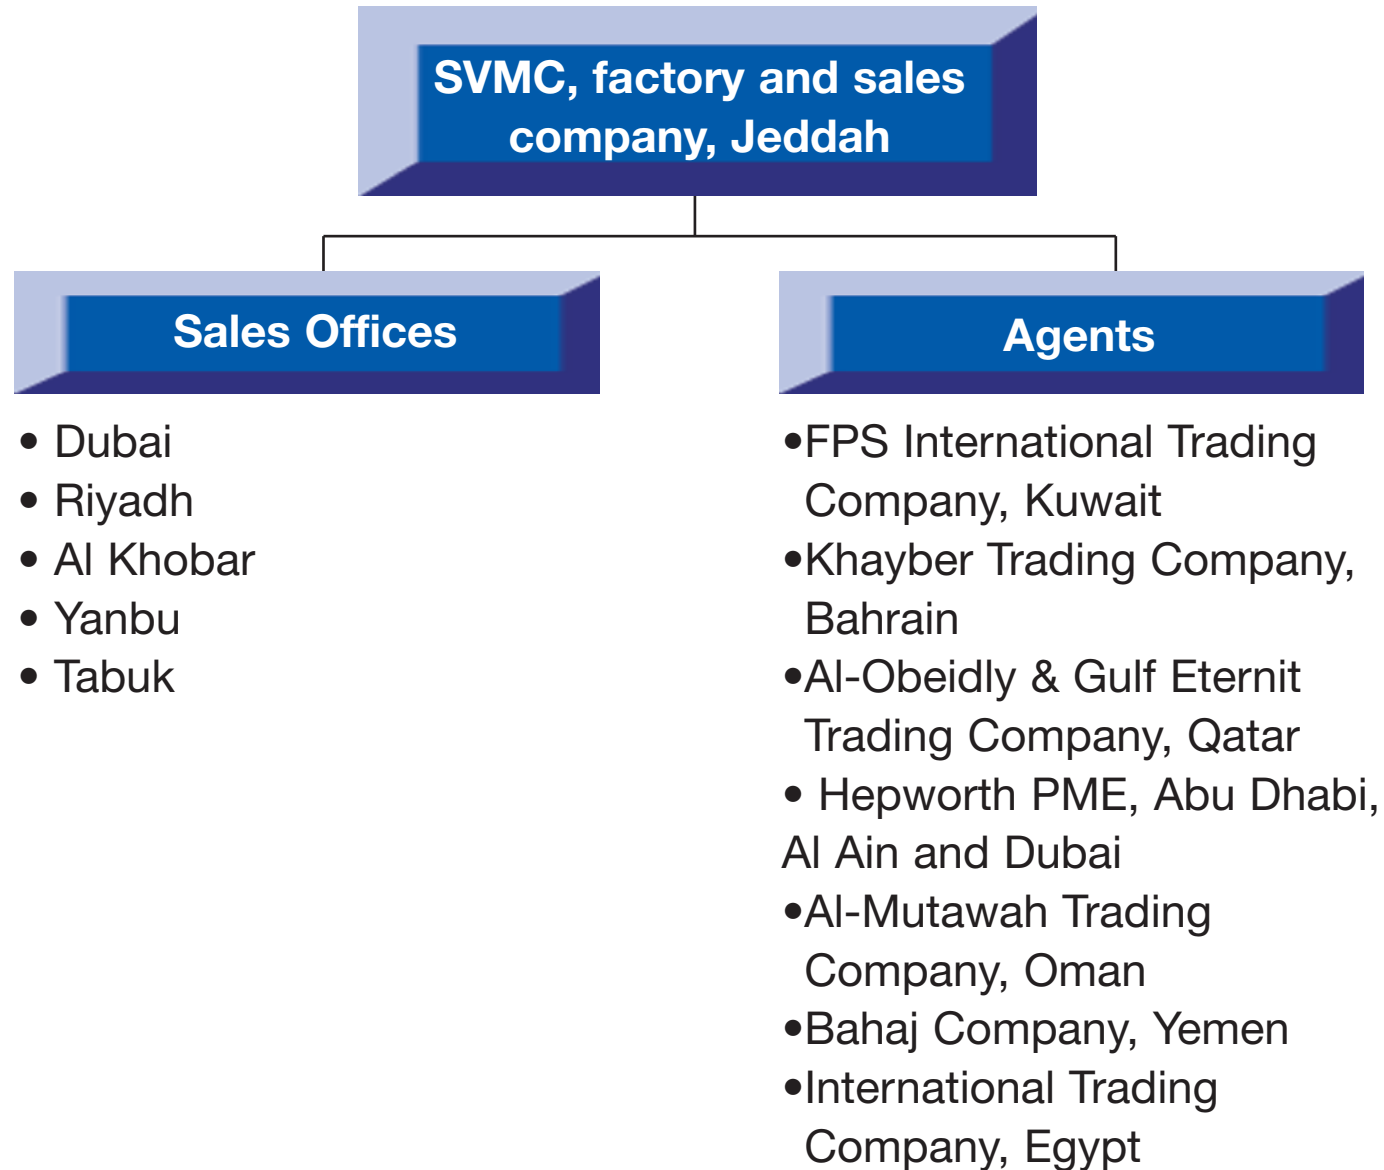 SVMC, factory and sales
company, Jeddah
Sales Offices
• Dubai
• Riyadh
• Al Khobar
• Yanbu
• Tabuk
Agents
•FPS International Trading
Company, Kuwait
•Khayber Trading Company,
Bahrain
•Al-Obeidly & Gulf Eternit
Trading Company, Qatar
• Hepworth PME, Abu Dhabi,
Al Ain and Dubai
•Al-Mutawah Trading
Company, Oman
•Bahaj Company, Yemen
•International Trading
Company, Egypt